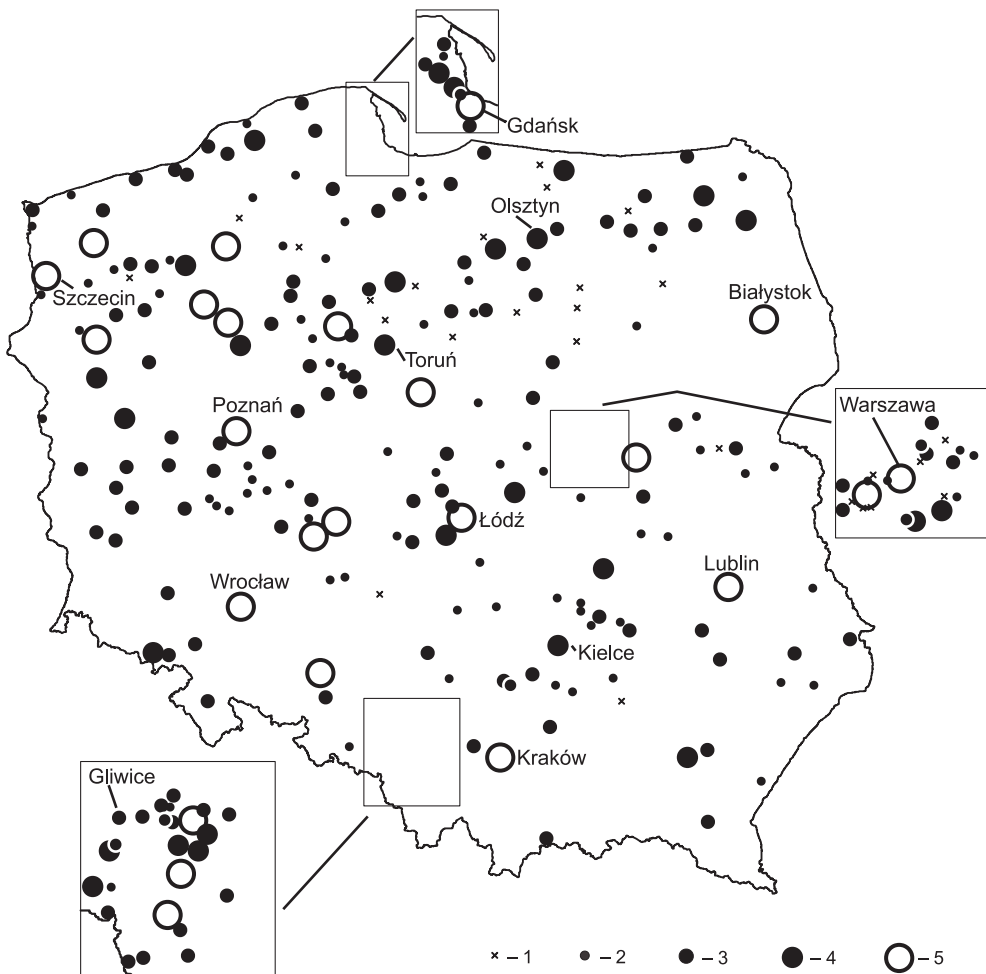 Gdańsk
Olsztyn
Szczecin
Białystok
Toruń
Poznań
Warszawa
Łódź
Lublin
Wrocław
Kielce
Kraków
Gliwice
× – 1 • – 2 • – 3 ● – 4 ○ – 5